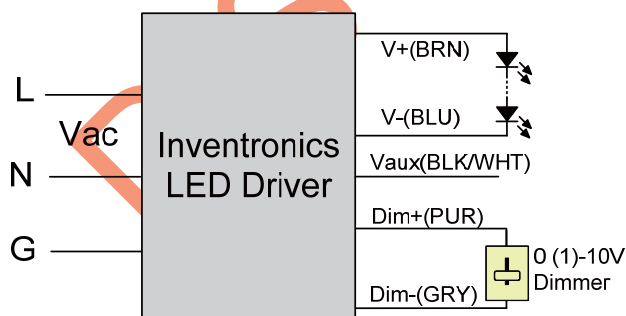 V+(BRN)
L
V-(BLU)
Vac
Inventronics
LED Driver
Vaux(BLK/WHT)
N
Dim+(PUR)
G
0 (1)-10V
Dimmer
Dim-(GRY)